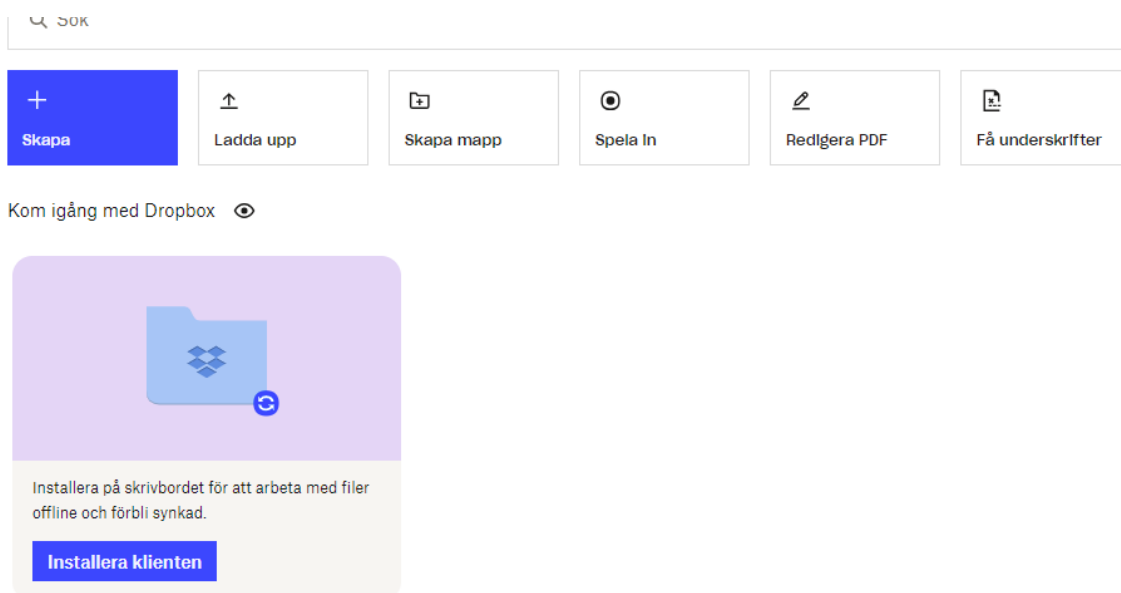 Sök
Skapa
Ladda upp
Skapa mapp
Spela in
Redigera PDF
Få underskrifter
Kom igång med Dropbox
Installera på skrivbordet för att arbeta med filer
offline och förbli synkad.
Installera klienten